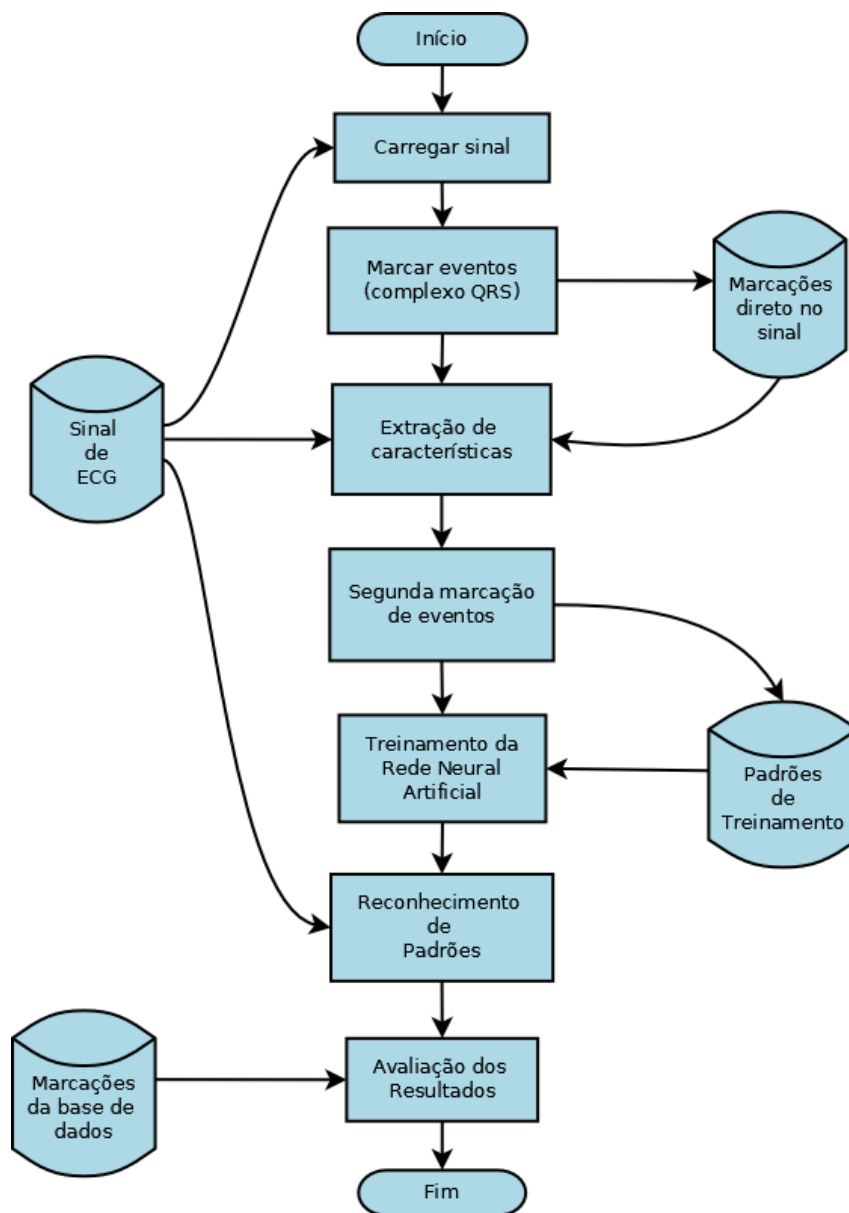 Início
Carregar sinal
Marcar eventos
(complexo QRS)
Marcações
direto no
sinal
Sinal
de
ECG
Extração de
características
Segunda marcação
de eventos
Treinamento da
Rede Neural
Artificial
Padrões
de
Treinamento
Reconhecimento
de
Padrões
Marcações
da base de
dados
Avaliação dos
Resultados
Fim